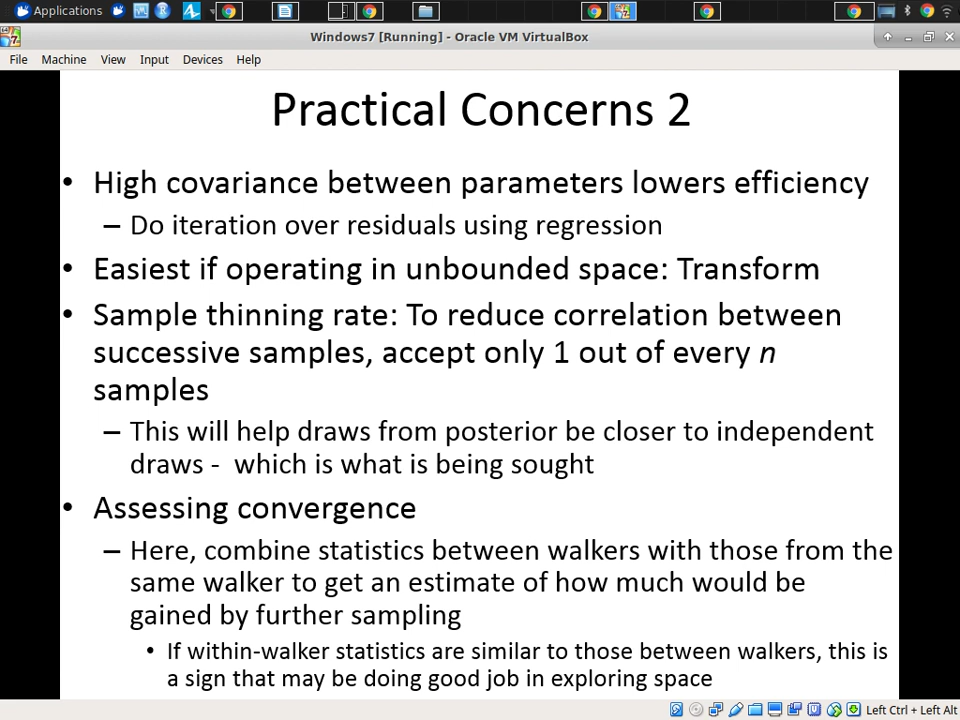 Applications
Windows7 [Running] - Oracle VM VirtualBox
File Machine View Input Devices Help
Practical Concerns 2
• High covariance between parameters lowers efficiency
– Do iteration over residuals using regression
• Easiest if operating in unbounded space: Transform
• Sample thinning rate: To reduce correlation between
successive samples, accept only 1 out of every n
samples
– This will help draws from posterior be closer to independent
draws - which is what is being sought
• Assessing convergence
– Here, combine statistics between walkers with those from the
same walker to get an estimate of how much would be
gained by further sampling
• If within-walker statistics are similar to those between walkers, this is
a sign that may be doing good job in exploring space
Left Ctrl + Left Alt